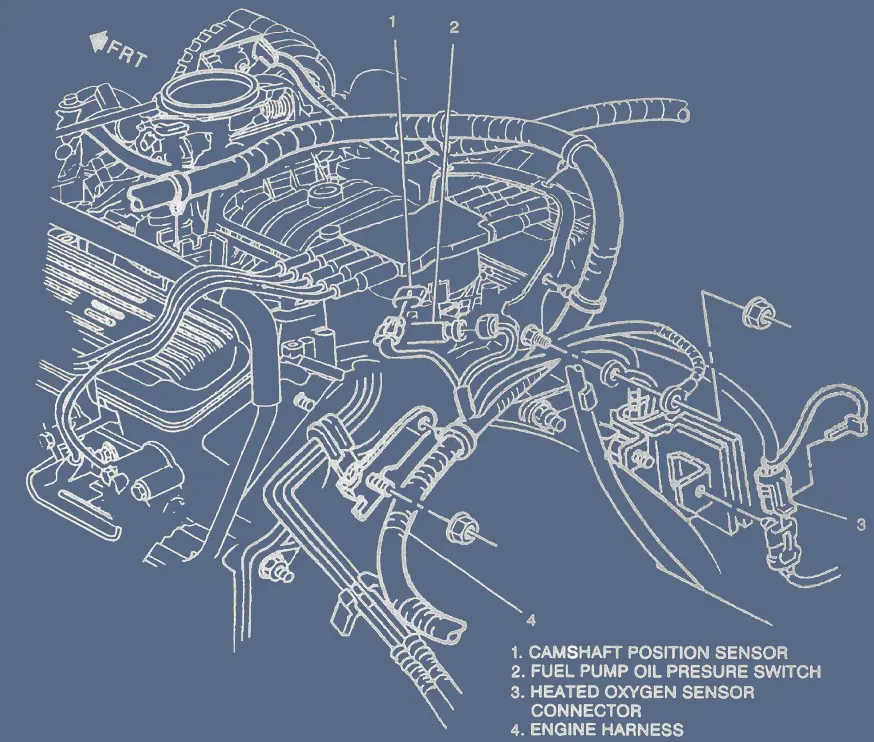 FRT
1
2
3
4
1. CAMSHAFT POSITION SENSOR
2. FUEL PUMP OIL PRESURE SWITCH
3. HEATED OXYGEN SENSOR
CONNECTOR
4. ENGINE HARNESS